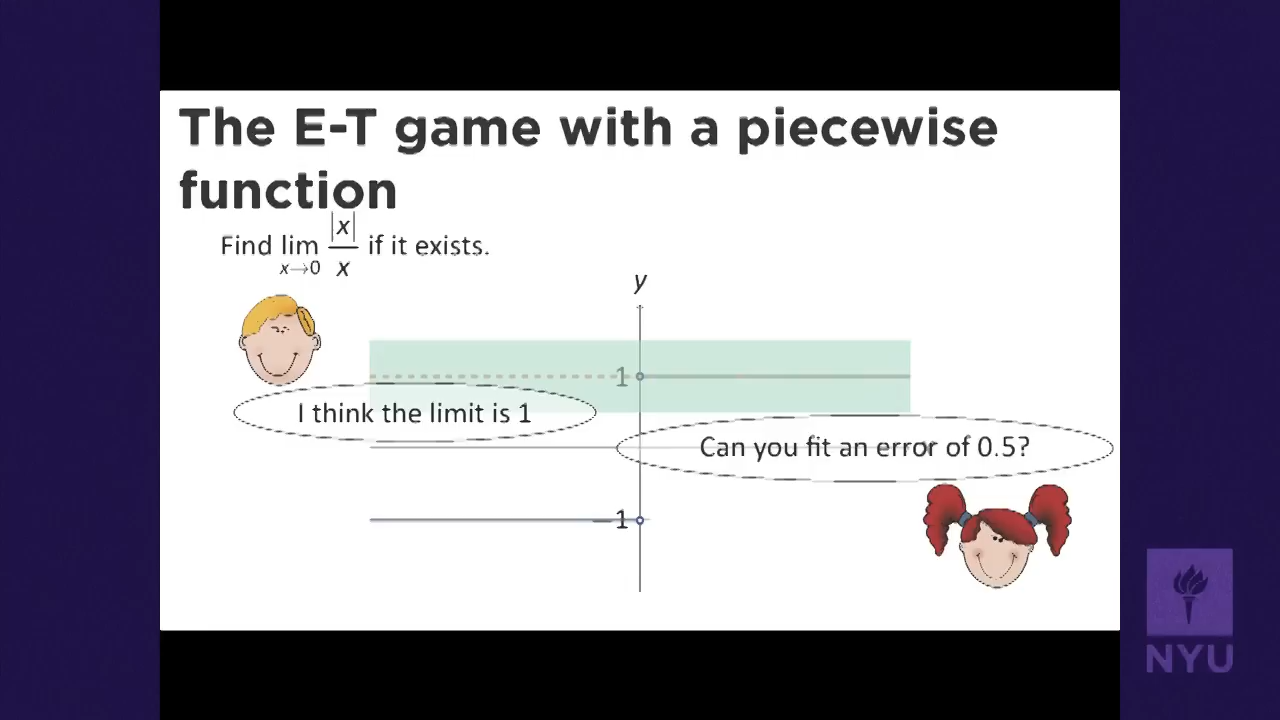 The E-T game with a piecewise
function
Find lim x→0 |x|/x if it exists.
y
1
I think the limit is 1
Can you fit an error of 0.5?
−1
NYU